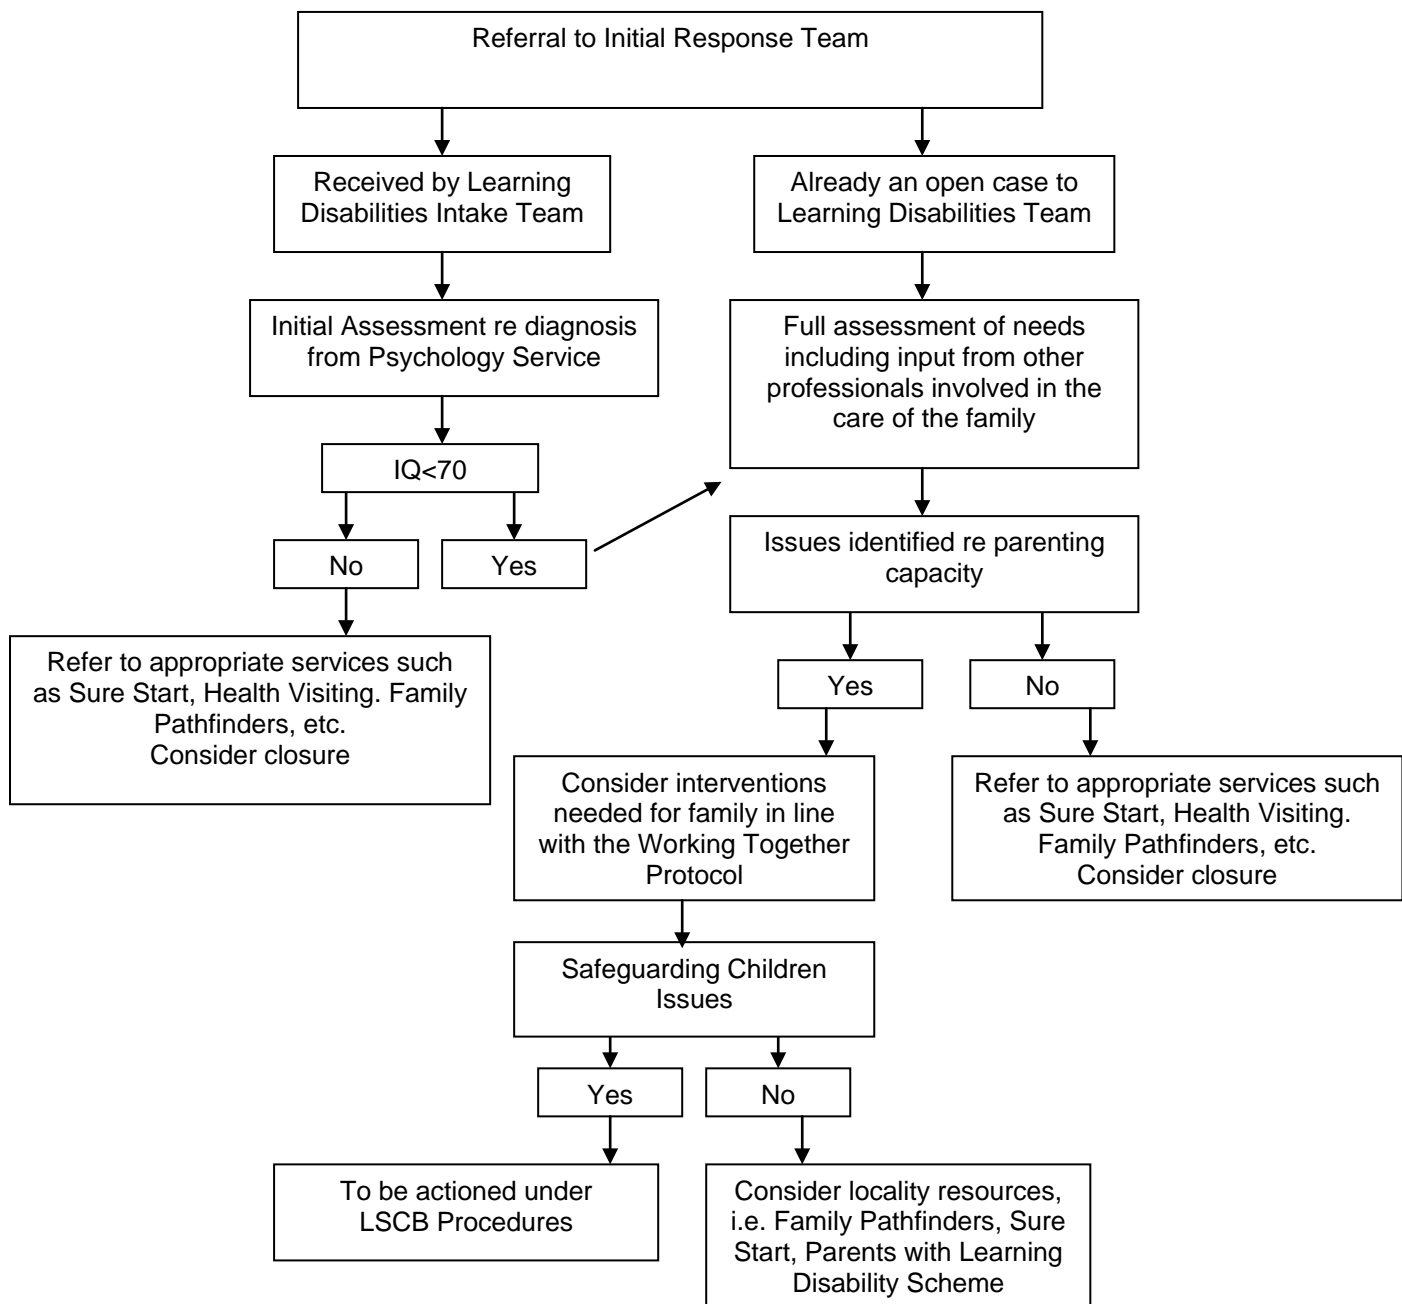 Referral to Initial Response Team
Received by Learning
Disabilities Intake Team
Already an open case to
Learning Disabilities Team
Initial Assessment re diagnosis
from Psychology Service
Full assessment of needs
including input from other
professionals involved in the
care of the family
IQ<70
No
Yes
Issues identified re parenting
capacity
Refer to appropriate services such
as Sure Start, Health Visiting. Family
Pathfinders, etc.
Consider closure
Yes
No
Consider interventions
needed for family in line
with the Working Together
Protocol
Refer to appropriate services such
as Sure Start, Health Visiting.
Family Pathfinders, etc.
Consider closure
Safeguarding Children
Issues
Yes
No
To be actioned under
LSCB Procedures
Consider locality resources,
i.e. Family Pathfinders, Sure
Start, Parents with Learning
Disability Scheme